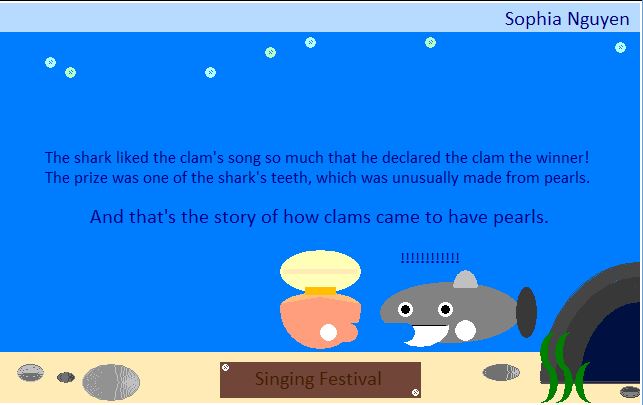 Sophia Nguyen
The shark liked the clam's song so much that he declared the clam the winner!
The prize was one of the shark's teeth, which was unusually made from pearls.
And that's the story of how clams came to have pearls.
!!!!!!!!!!!!
Singing Festival